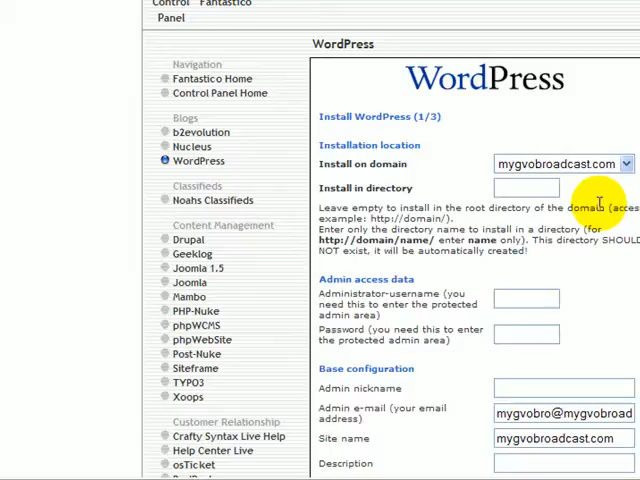 Control Fantastico
Panel
WordPress
Navigation
Fantastico Home
Control Panel Home
Blogs
b2evolution
Nucleus
WordPress
Classifieds
Noahs Classifieds
Content Management
Drupal
Geeklog
Joomla 1.5
Joomla
Mambo
PHP-Nuke
phpWCMS
phpWebSite
Post-Nuke
Siteframe
TYPO3
Xoops
Customer Relationship
Crafty Syntax Live Help
Help Center Live
osTicket
WordPress
Install WordPress (1/3)
Installation location
Install on domain mygvobroadcast.com
Install in directory
Leave empty to install in the root directory of the domain (acces
example: http://domain/).
Enter only the directory name to install in a directory (for
http://domain/name/ enter name only). This directory SHOULD
NOT exist, it will be automatically created!
Admin access data
Administrator-username (you
need this to enter the protected
admin area)
Password (you need this to enter
the protected admin area)
Base configuration
Admin nickname
Admin e-mail (your email mygvobro@mygvobroad
address)
Site name mygvobroadcast.com
Description